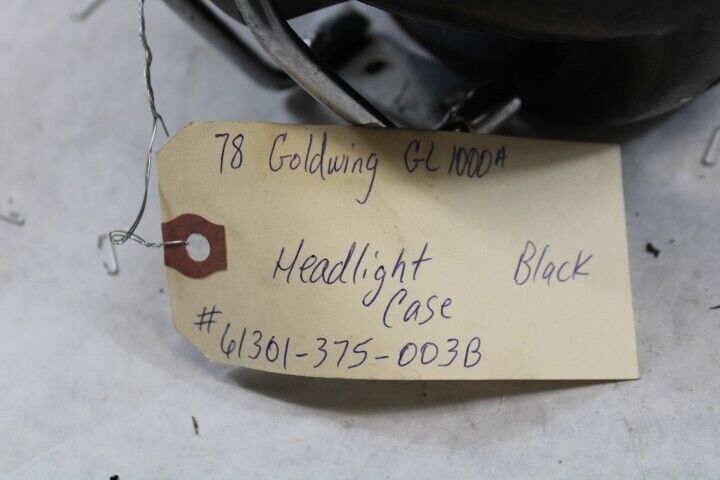 78 Goldwing GL1000A
Headlight Black
Case
#61301-375-003B